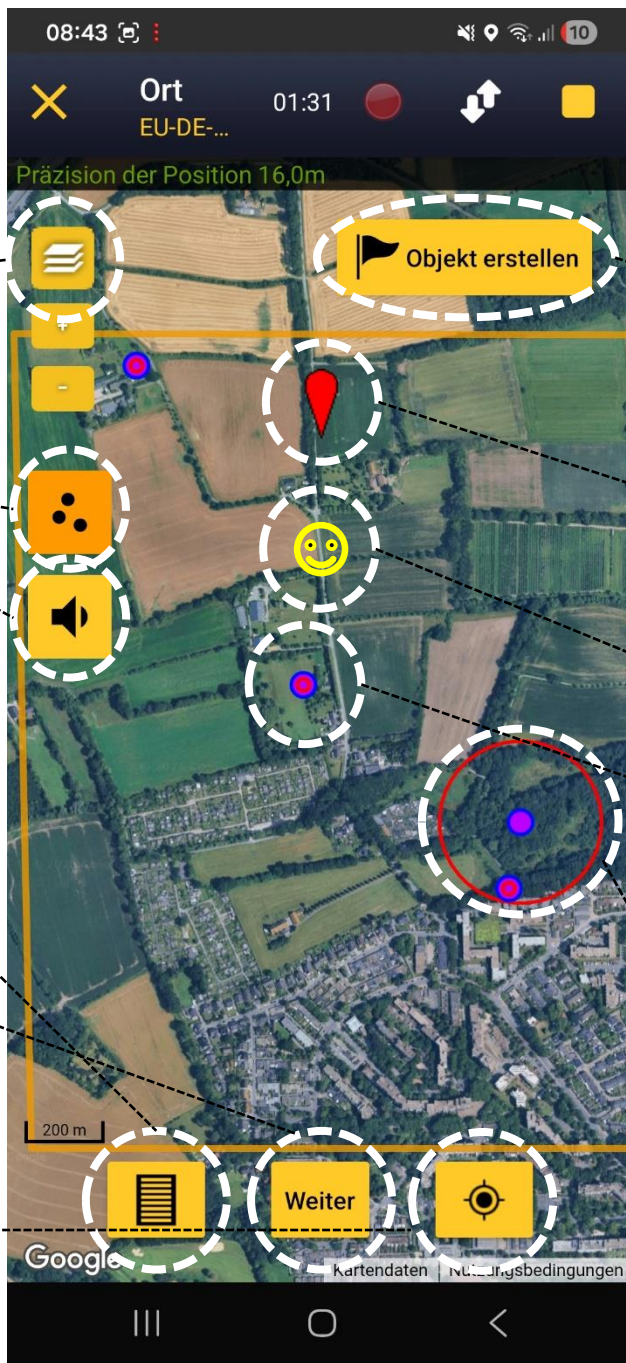 08:43
10
Ort
EU-DE-...
01:31
Präzision der Position 16,0m
Objekt erstellen
+
-
200 m
Weiter
Google
Kartendaten
Nutzungsbedingungen